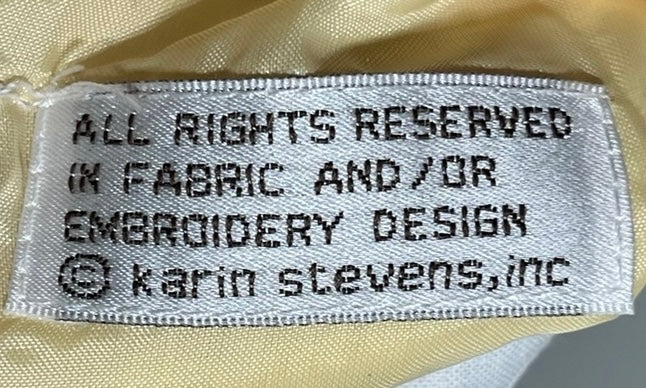 ALL RIGHTS RESERVED
IN FABRIC AND/OR
EMBROIDERY DESIGN
© karin stevens,inc